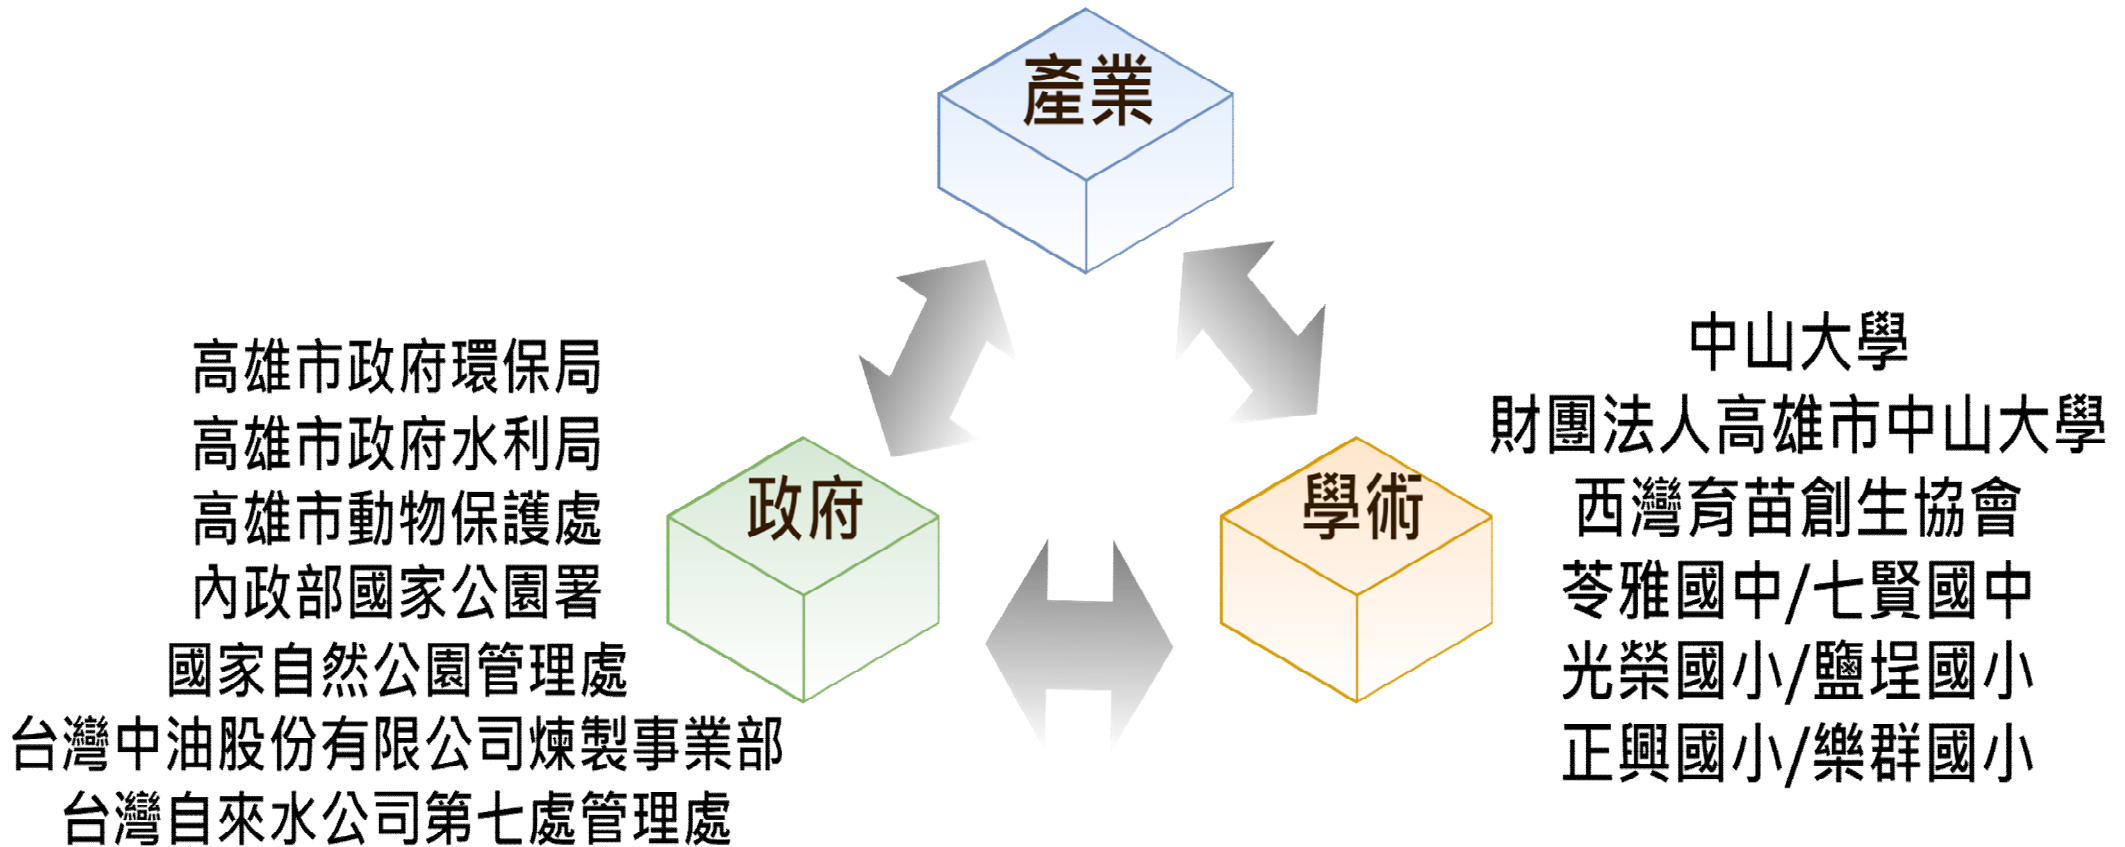 產業
政府
學術
高雄市政府環保局
高雄市政府水利局
高雄市動物保護處
內政部國家公園署
國家自然公園管理處
台灣中油股份有限公司煉製事業部
台灣自來水公司第七處管理處
中山大學
財團法人高雄市中山大學
西灣育苗創生協會
苓雅國中/七賢國中
光榮國小/鹽埕國小
正興國小/樂群國小